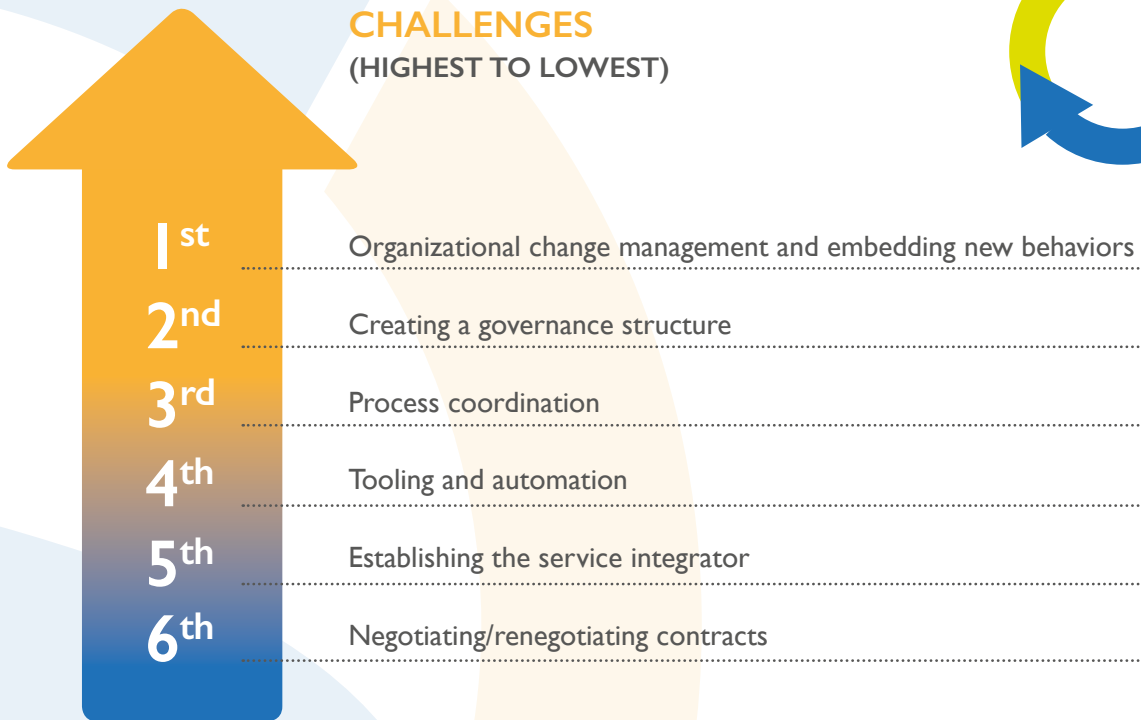 CHALLENGES
(HIGHEST TO LOWEST)
1st Organizational change management and embedding new behaviors
2nd Creating a governance structure
3rd Process coordination
4th Tooling and automation
5th Establishing the service integrator
6th Negotiating/renegotiating contracts